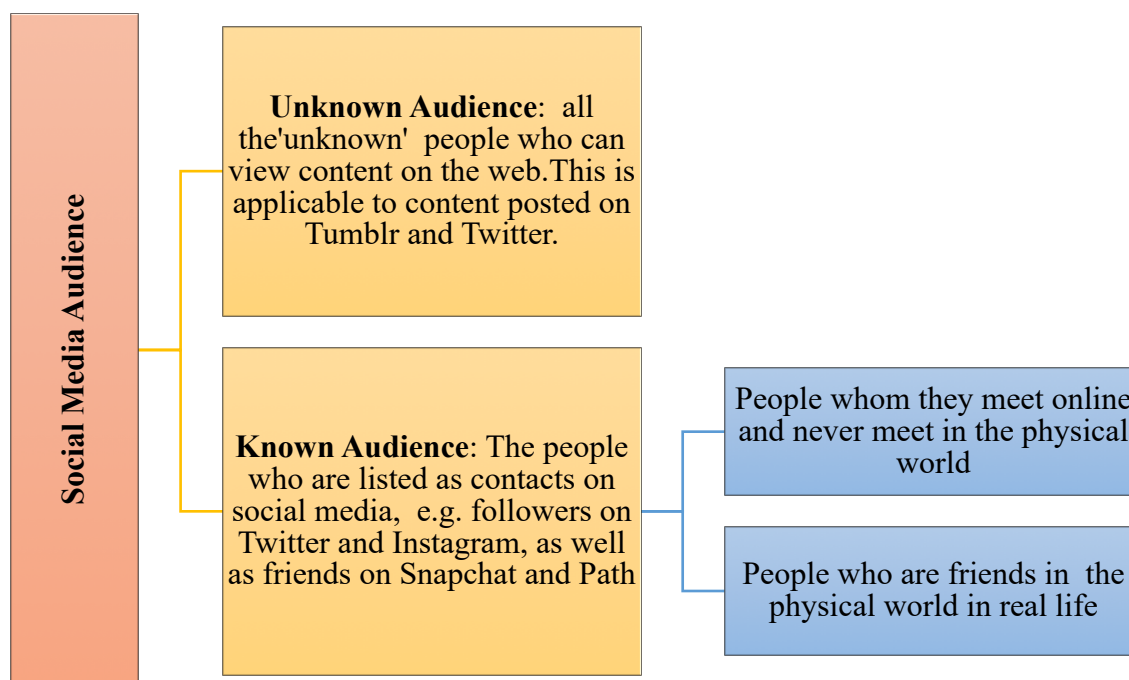 Social Media Audience
Unknown Audience: all
the'unknown' people who can
view content on the web.This is
applicable to content posted on
Tumblr and Twitter.
Known Audience: The people
who are listed as contacts on
social media, e.g. followers on
Twitter and Instagram, as well
as friends on Snapchat and Path
People whom they meet online
and never meet in the physical
world
People who are friends in the
physical world in real life